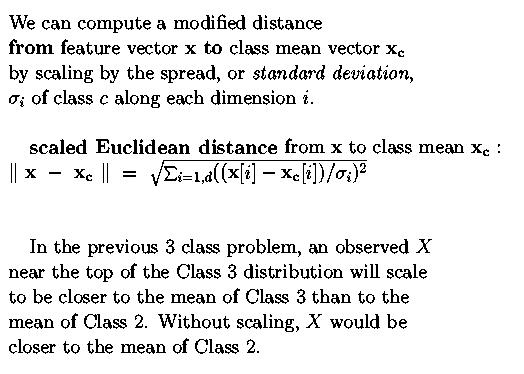 We can compute a modified distance
from feature vector x to class mean vector x_c
by scaling by the spread, or standard deviation,
σ_i of class c along each dimension i.
scaled Euclidean distance from x to class mean x_c :
‖ x − x_c ‖ = √Σ_{i=1,d}((x[i] − x_c[i])/σ_i)²
In the previous 3 class problem, an observed X
near the top of the Class 3 distribution will scale
to be closer to the mean of Class 3 than to the
mean of Class 2. Without scaling, X would be
closer to the mean of Class 2.